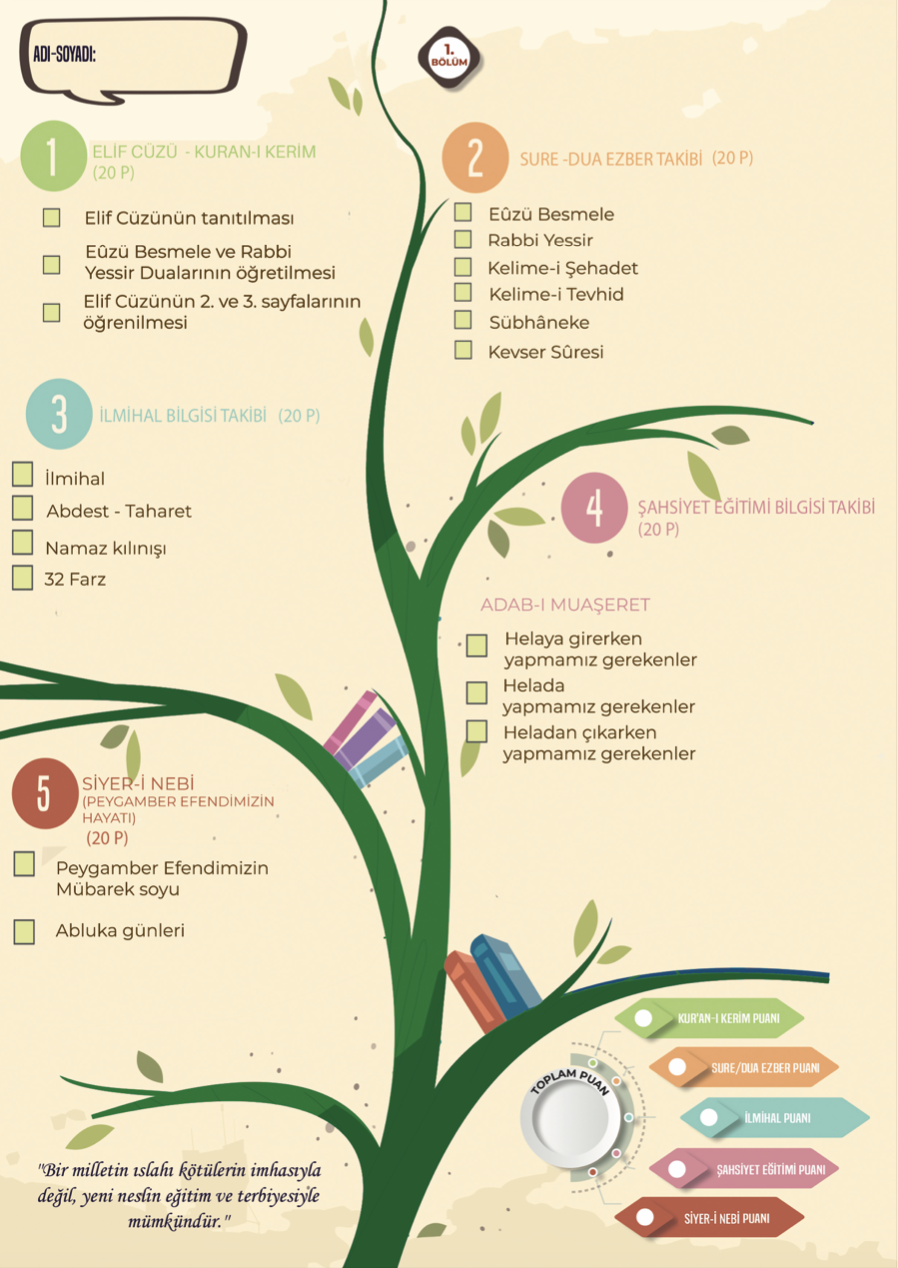 ADI-SOYADI:
1.
BÖLÜM
1
ELİF CÜZÜ - KURAN-I KERİM
(20 P)
Elif Cüzünün tanıtılması
Eûzü Besmele ve Rabbi
Yessir Dualarının öğretilmesi
Elif Cüzünün 2. ve 3. sayfalarının
öğrenilmesi
2
SURE -DUA EZBER TAKİBİ (20 P)
Eûzü Besmele
Rabbi Yessir
Kelime-i Şehadet
Kelime-i Tevhid
Sübhâneke
Kevser Sûresi
3
İLMİHAL BİLGİSİ TAKİBİ (20 P)
İlmihal
Abdest - Taharet
Namaz kılınışı
32 Farz
4
ŞAHSİYET EĞİTİMİ BİLGİSİ TAKİBİ
(20 P)
ADAB-I MUAŞERET
Helaya girerken
yapmamız gerekenler
Helada
yapmamız gerekenler
Heladan çıkarken
yapmamız gerekenler
5
SİYER-İ NEBİ
(PEYGAMBER EFENDİMİZİN
HAYATI)
(20 P)
Peygamber Efendimizin
Mübarek soyu
Abluka günleri
"Bir milletin ıslahı kötülerin imhasıyla
değil, yeni neslin eğitim ve terbiyesiyle
mümkündür."
TOPLAM PUAN
KUR'AN-I KERİM PUANI
SURE/DUA EZBER PUANI
İLMİHAL PUANI
ŞAHSİYET EĞİTİMİ PUANI
SİYER-İ NEBİ PUANI